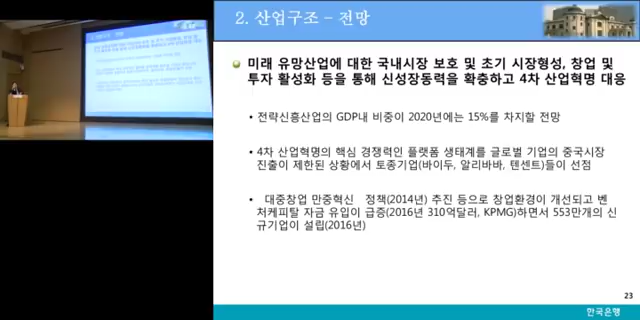 2. 산업구조 – 전망
미래 유망산업에 대한 국내시장 보호 및 초기 시장형성, 창업 및
투자 활성화 등을 통해 신성장동력을 확충하고 4차 산업혁명 대응
• 전략신흥산업의 GDP내 비중이 2020년에는 15%를 차지할 전망
• 4차 산업혁명의 핵심 경쟁력인 플랫폼 생태계를 글로벌 기업의 중국시장
진출이 제한된 상황에서 토종기업(바이두, 알리바바, 텐센트)들이 선점
• 대중창업 만중혁신 정책(2014년) 추진 등으로 창업환경이 개선되고 벤
처케피탈 자금 유입이 급증(2016년 310억달러, KPMG)하면서 553만개의 신
규기업이 설립(2016년)
23
한국은행